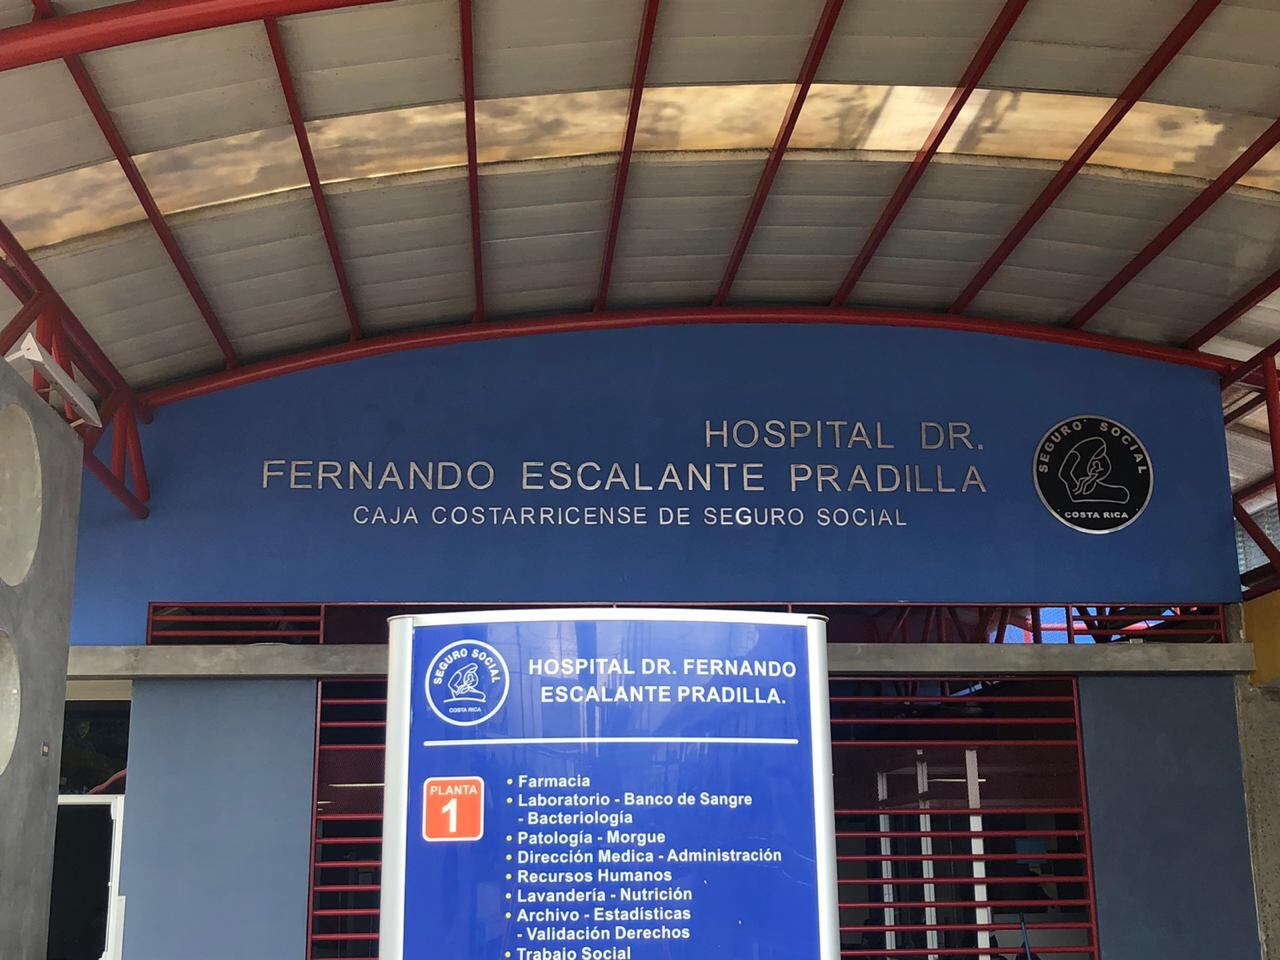 HOSPITAL DR.
FERNANDO ESCALANTE PRADILLA
CAJA COSTARRICENSE DE SEGURO SOCIAL
SEGURO SOCIAL
COSTA RICA
SEGURO SOCIAL
COSTA RICA
HOSPITAL DR. FERNANDO
ESCALANTE PRADILLA.
PLANTA
1
• Farmacia
• Laboratorio - Banco de Sangre
- Bacteriología
• Patología - Morgue
• Dirección Medica - Administración
• Recursos Humanos
• Lavandería - Nutrición
• Archivo - Estadísticas
- Validación Derechos
• Trabajo Social